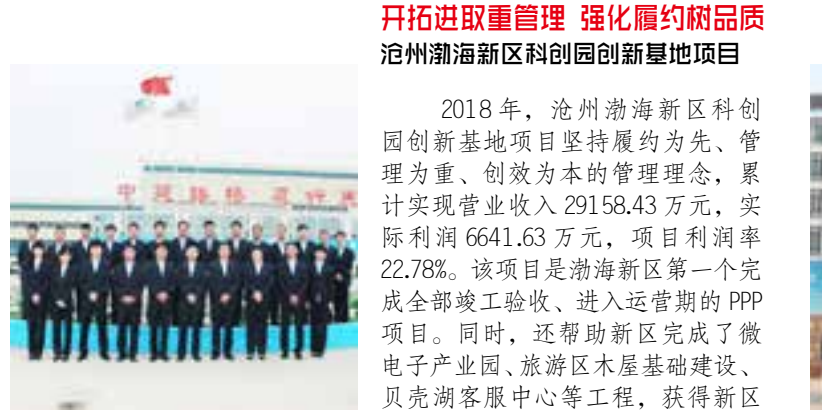 开拓进取重管理 强化履约树品质
沧州渤海新区科创园创新基地项目
2018年，沧州渤海新区科创
园创新基地项目坚持履约为先、管
理为重、创效为本的管理理念，累
计实现营业收入29158.43万元，实
际利润6641.63万元，项目利润率
22.78%。该项目是渤海新区第一个完
成全部竣工验收、进入运营期的PPP
项目。同时，还帮助新区完成了微
电子产业园、旅游区木屋基础建设、
贝壳湖客服中心等工程，获得新区